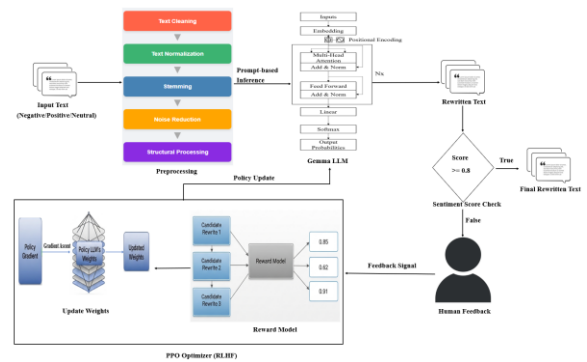 Text Cleaning
Text Normalization
Stemming
Noise Reduction
Structural Processing
Preprocessing
Input Text
(Negative/Positive/Neutral)
Prompt-based
Inference
Inputs
Embedding
Positional Encoding
Multi-Head
Attention
Add & Norm
Feed Forward
Add & Norm
Nx
Linear
Softmax
Output
Probabilities
Gemma LLM
Rewritten Text
Score
>= 0.8
True
Final Rewritten Text
Sentiment Score Check
False
Human Feedback
Feedback Signal
Policy Update
Policy
Gradient
Gradient Ascent
Policy LLM's
Weights
Updated
Weights
Update Weights
Candidate
Rewrite 1
Candidate
Rewrite 2
Candidate
Rewrite 3
Reward Model
0.85
0.62
0.91
Reward Model
PPO Optimizer (RLHF)